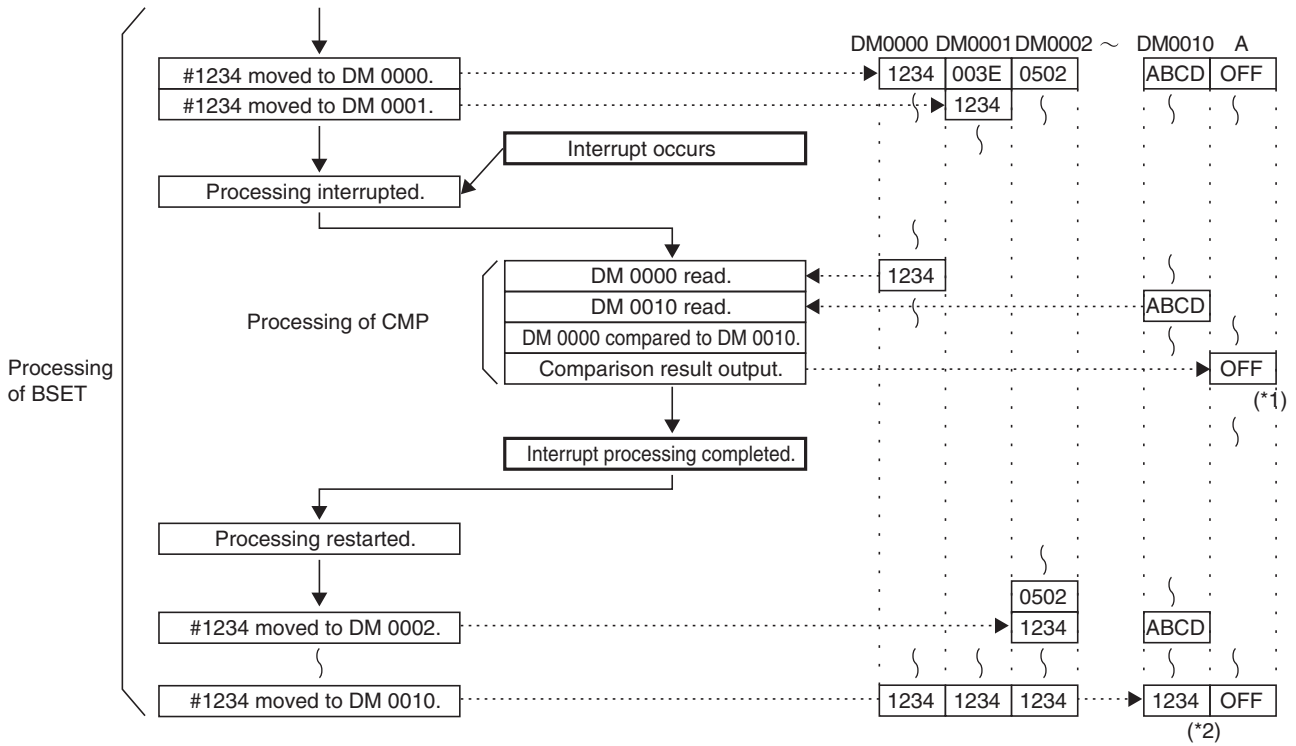 DM0000 DM0001 DM0002 ~ DM0010 A
#1234 moved to DM 0000. 1234 003E 0502 ABCD OFF
#1234 moved to DM 0001. 1234
Interrupt occurs
Processing interrupted.
DM 0000 read. 1234
DM 0010 read. ABCD
Processing of CMP
DM 0000 compared to DM 0010.
Comparison result output. OFF
(*1)
Processing
of BSET
Interrupt processing completed.
Processing restarted.
0502
#1234 moved to DM 0002. 1234 ABCD
#1234 moved to DM 0010. 1234 1234 1234 1234 OFF
(*2)